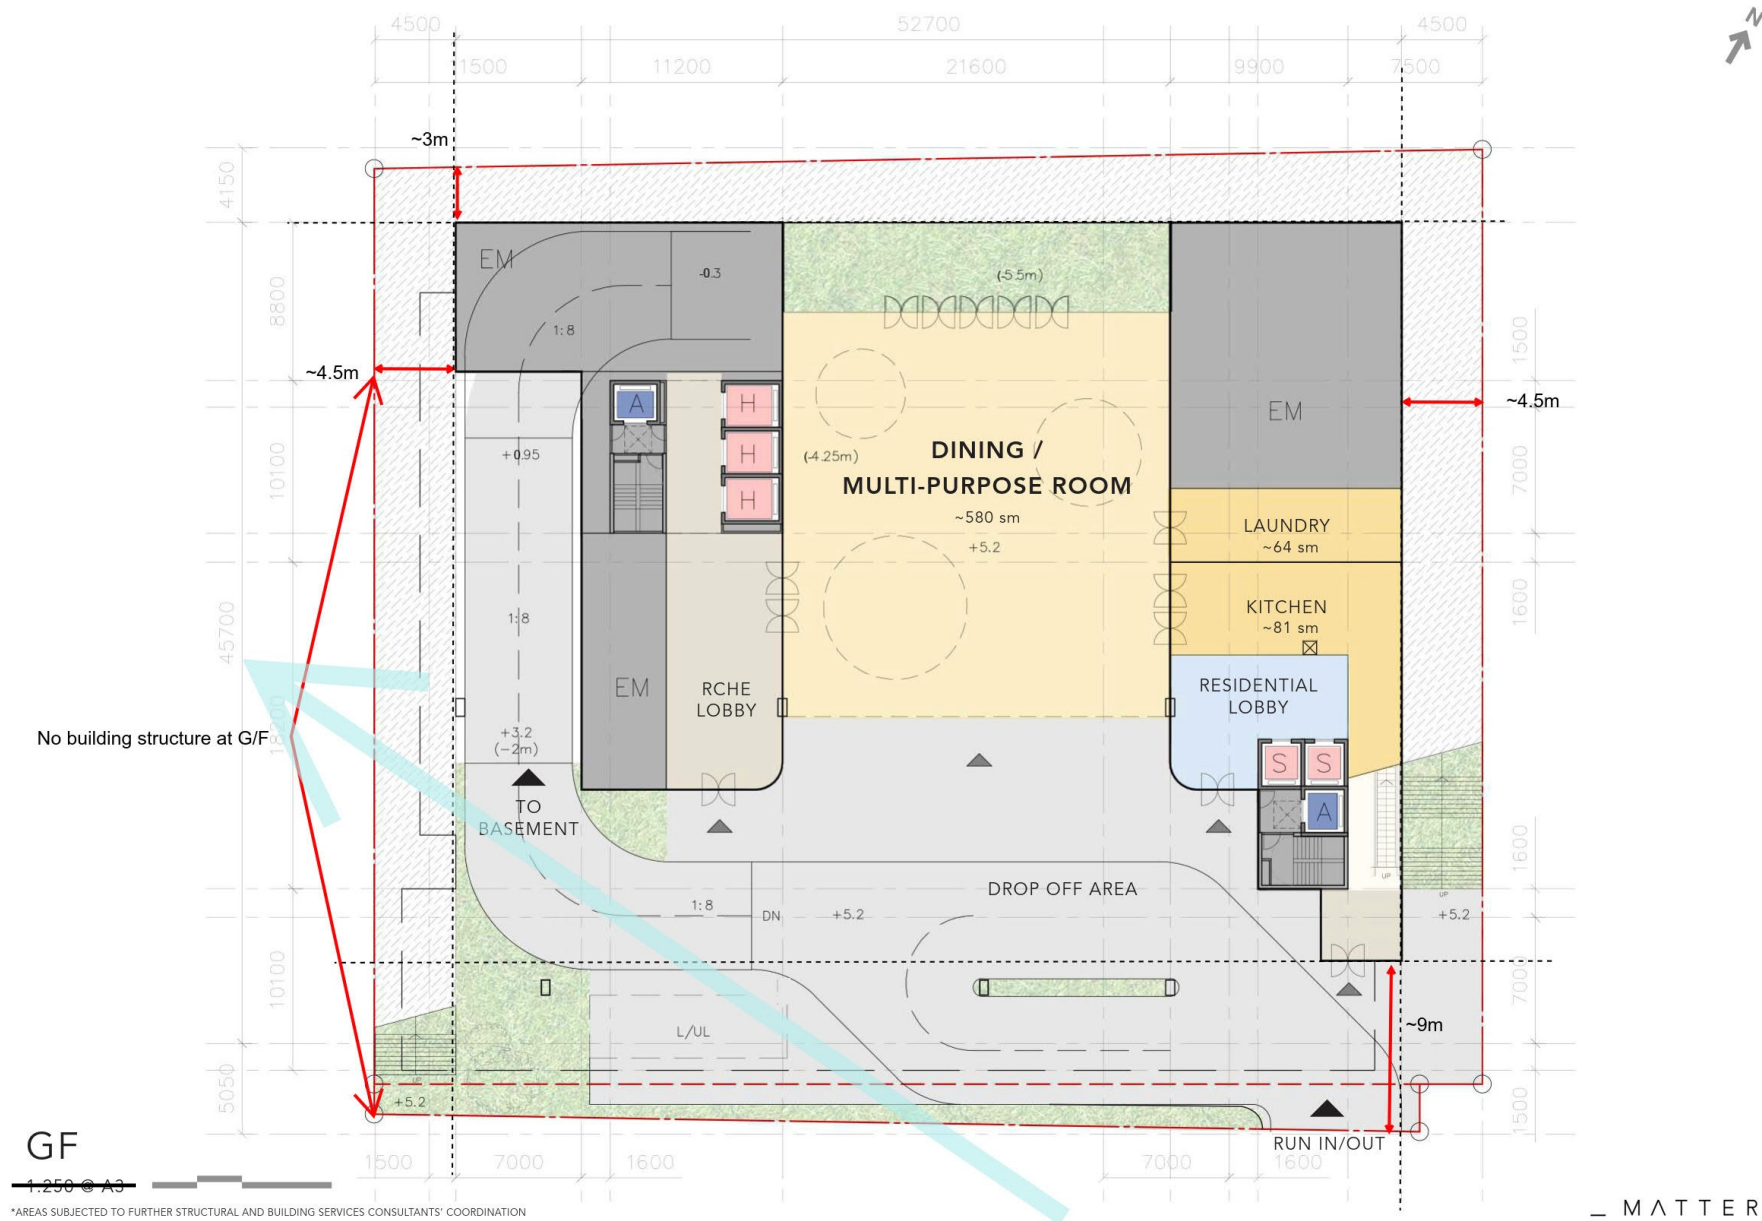 4500
52700
4500
N
1500
11200
21600
9900
7500
~3m
4150
EM
-0.3
(-5.5m)
8800
1:8
1500
~4.5m
~4.5m
A
H
EM
+0.95
H
(-4.25m)
DINING /
MULTI-PURPOSE ROOM
10100
7000
H
~580 sm
+5.2
LAUNDRY
~64 sm
45700
1:8
KITCHEN
~81 sm
1600
EM
RCHE
LOBBY
RESIDENTIAL
LOBBY
No building structure at G/F
+3.2
(-2m)
S
S
TO
BASEMENT
A
1600
UP
DROP OFF AREA
UP
1:8
DN
+5.2
+5.2
10100
7000
L/UL
~9m
UP
5050
+5.2
1500
GF
RUN IN/OUT
1500
7000
1600
7000
1600
1:250 @ A3
*AREAS SUBJECTED TO FURTHER STRUCTURAL AND BUILDING SERVICES CONSULTANTS' COORDINATION
_ MATTER